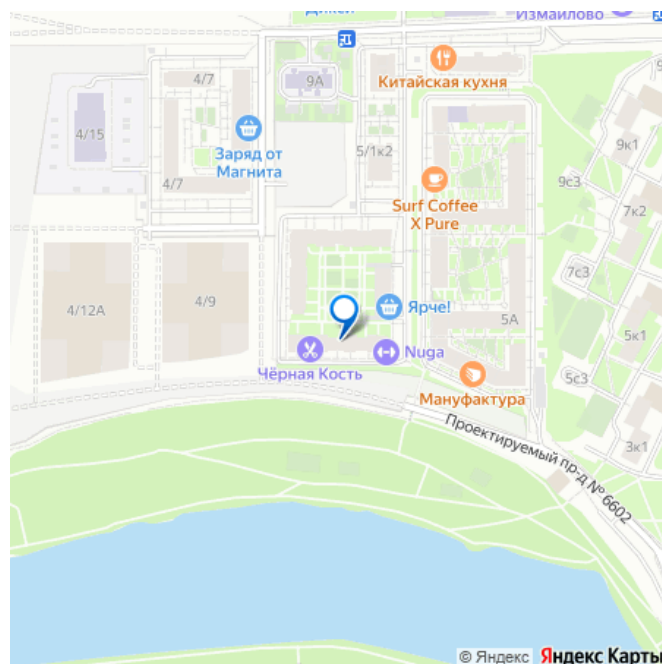 Дикси
Измайлово
Китайская кухня
4/7
9А
4/15
Заряд от
Магнита
5/1к2
9к1
4/7
Surf Coffee
X Pure
9с3
7к2
7с3
4/12А
4/9
Ярче!
5А
5к1
Чёрная Кость
Nuga
5с3
Мануфактура
3к1
Проектируемый пр-д № 6602
© Яндекс Яндекс Карты